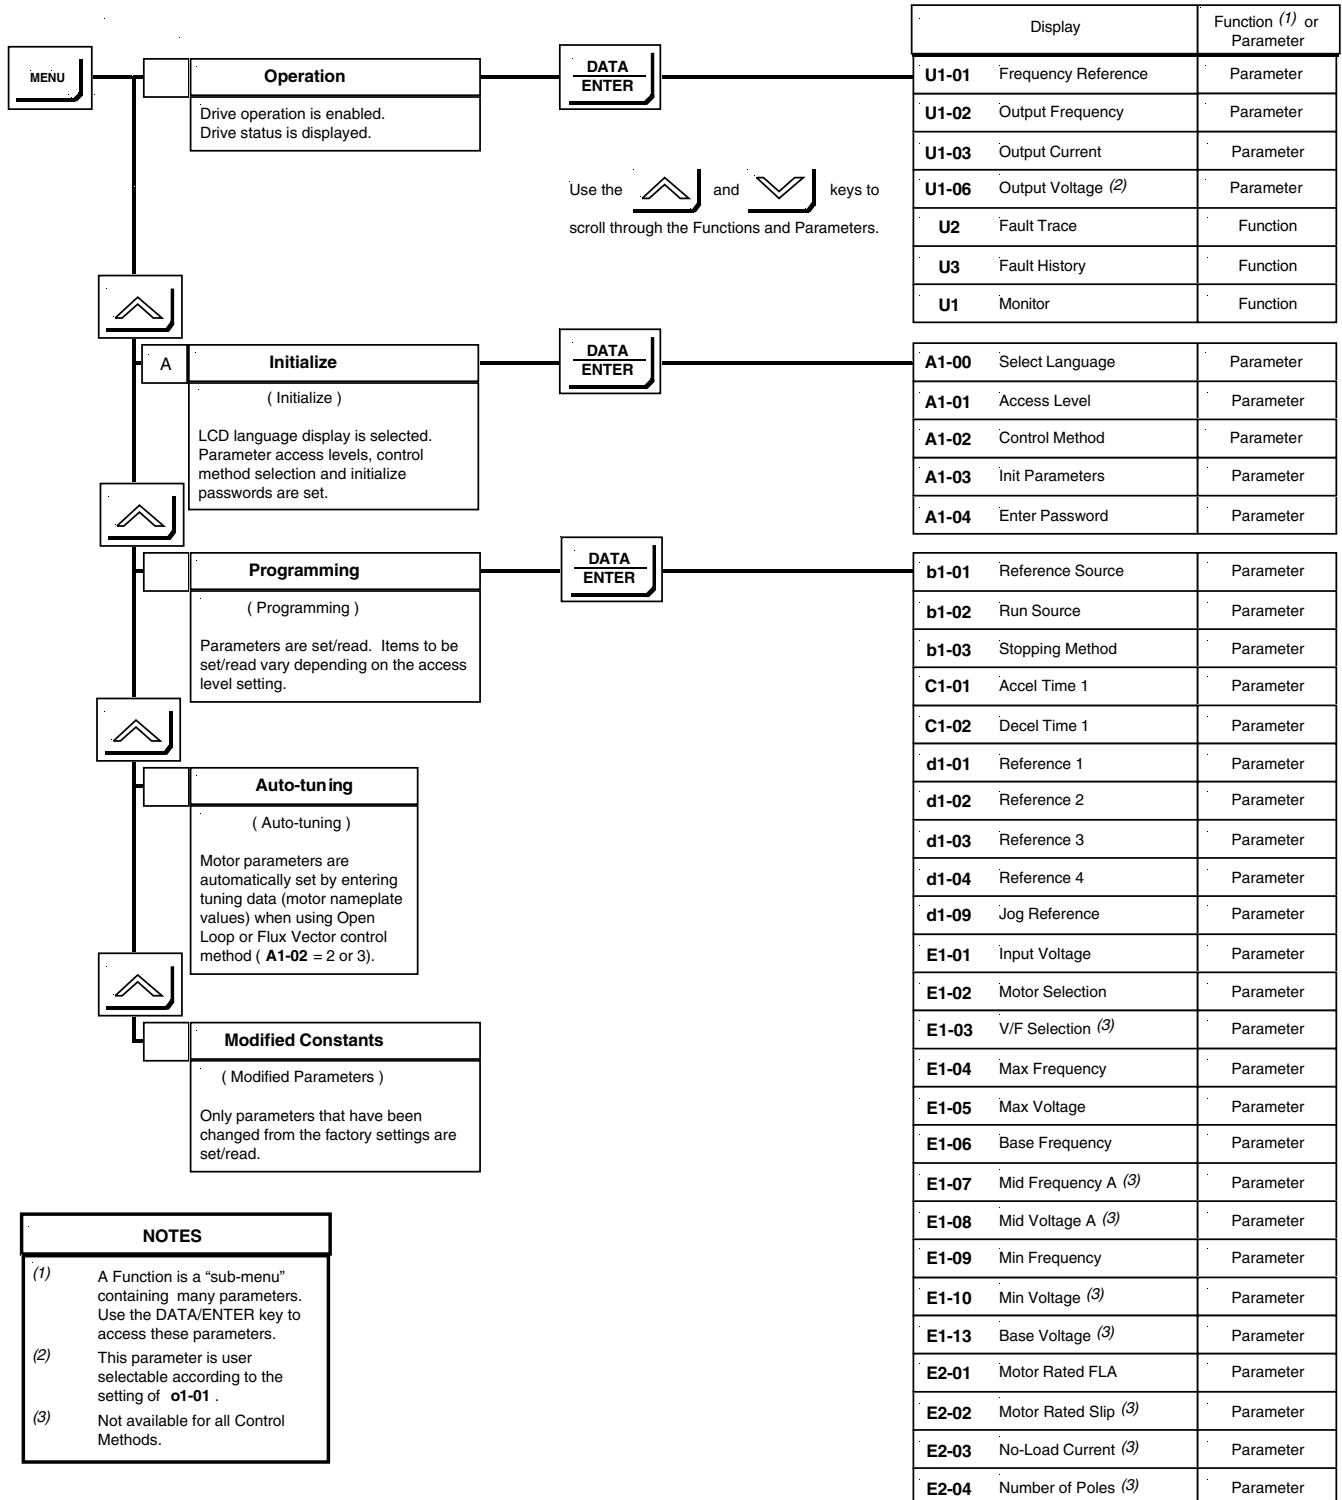 MENU
Operation
Drive operation is enabled.
Drive status is displayed.
DATA
ENTER
Use the and keys to
scroll through the Functions and Parameters.
A Initialize
( Initialize )
LCD language display is selected.
Parameter access levels, control
method selection and initialize
passwords are set.
DATA
ENTER
Programming
( Programming )
Parameters are set/read. Items to be
set/read vary depending on the access
level setting.
DATA
ENTER
Auto-tuning
( Auto-tuning )
Motor parameters are
automatically set by entering
tuning data (motor nameplate
values) when using Open
Loop or Flux Vector control
method ( A1-02 = 2 or 3).
Modified Constants
( Modified Parameters )
Only parameters that have been
changed from the factory settings are
set/read.
NOTES
(1) A Function is a “sub-menu”
containing many parameters.
Use the DATA/ENTER key to
access these parameters.
(2) This parameter is user
selectable according to the
setting of o1-01 .
(3) Not available for all Control
Methods.
Display Function (1) or
Parameter
U1-01 Frequency Reference Parameter
U1-02 Output Frequency Parameter
U1-03 Output Current Parameter
U1-06 Output Voltage (2) Parameter
U2 Fault Trace Function
U3 Fault History Function
U1 Monitor Function
A1-00 Select Language Parameter
A1-01 Access Level Parameter
A1-02 Control Method Parameter
A1-03 Init Parameters Parameter
A1-04 Enter Password Parameter
b1-01 Reference Source Parameter
b1-02 Run Source Parameter
b1-03 Stopping Method Parameter
C1-01 Accel Time 1 Parameter
C1-02 Decel Time 1 Parameter
d1-01 Reference 1 Parameter
d1-02 Reference 2 Parameter
d1-03 Reference 3 Parameter
d1-04 Reference 4 Parameter
d1-09 Jog Reference Parameter
E1-01 Input Voltage Parameter
E1-02 Motor Selection Parameter
E1-03 V/F Selection (3) Parameter
E1-04 Max Frequency Parameter
E1-05 Max Voltage Parameter
E1-06 Base Frequency Parameter
E1-07 Mid Frequency A (3) Parameter
E1-08 Mid Voltage A (3) Parameter
E1-09 Min Frequency Parameter
E1-10 Min Voltage (3) Parameter
E1-13 Base Voltage (3) Parameter
E2-01 Motor Rated FLA Parameter
E2-02 Motor Rated Slip (3) Parameter
E2-03 No-Load Current (3) Parameter
E2-04 Number of Poles (3) Parameter